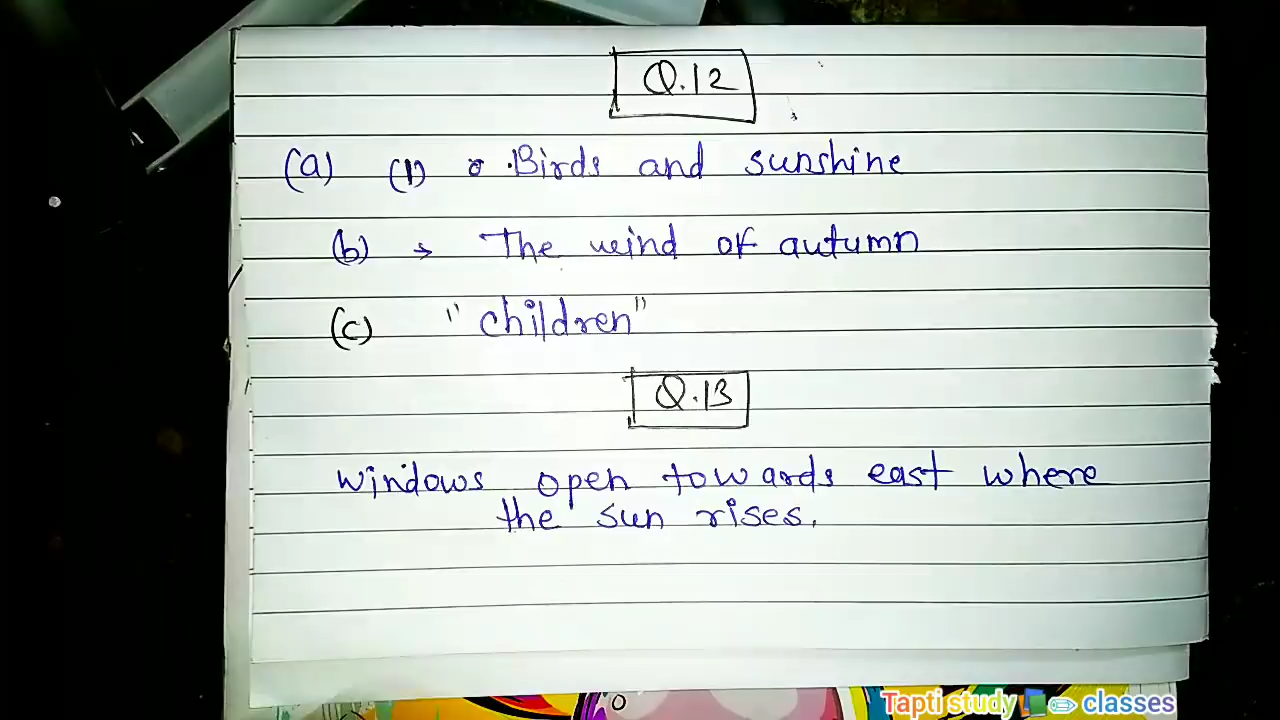 Q.12
(a) (1) Birds and sunshine
(b) → The wind of autumn
(c) "children"
Q.13
Windows open towards east where
the sun rises.
Tapti study classes